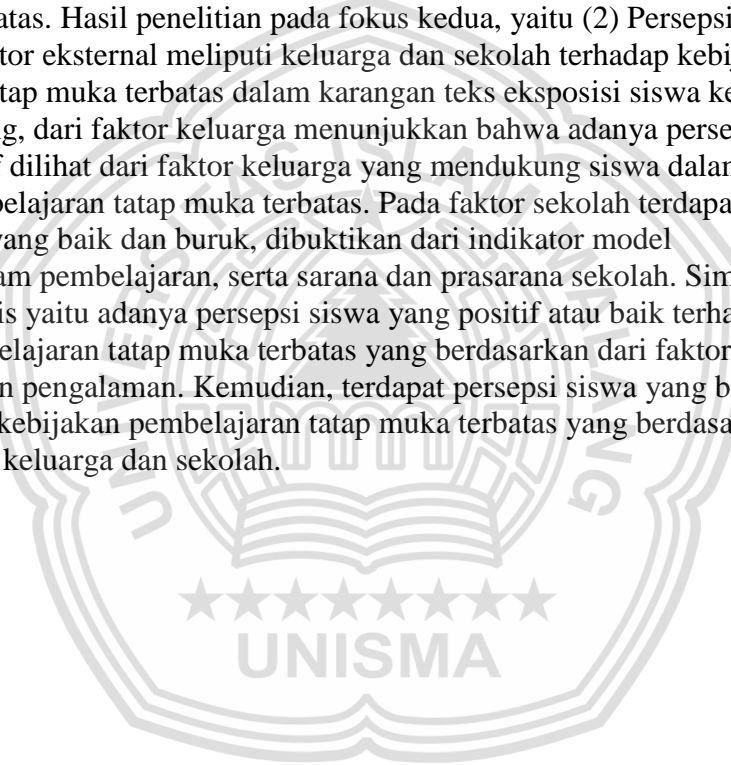 atas. Hasil penelitian pada fokus kedua, yaitu (2) Persepsi
tor eksternal meliputi keluarga dan sekolah terhadap kebij
tap muka terbatas dalam karangan teks eksposisi siswa ke
g, dari faktor keluarga menunjukkan bahwa adanya perse
f dilihat dari faktor keluarga yang mendukung siswa dalam
belajaran tatap muka terbatas. Pada faktor sekolah terdapa
yang baik dan buruk, dibuktikan dari indikator model
am pembelajaran, serta sarana dan prasarana sekolah. Sim
is yaitu adanya persepsi siswa yang positif atau baik terha
elajaran tatap muka terbatas yang berdasarkan dari faktor
n pengalaman. Kemudian, terdapat persepsi siswa yang b
kebijakan pembelajaran tatap muka terbatas yang berdasa
keluarga dan sekolah.
UNIVERSITAS ISLAM MALANG
UNISMA